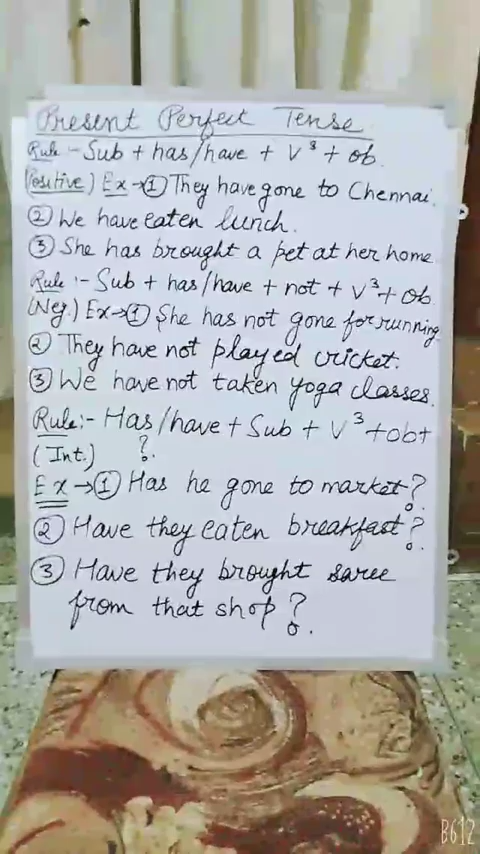 Present Perfect Tense
Rule :- Sub + has/have + V³ + ob.
(Positive) Ex → ① They have gone to Chennai.
② We have eaten lunch.
③ She has brought a pet at her home.
Rule :- Sub + has/have + not + V³ + ob.
(Neg.) Ex → ① She has not gone for running.
② They have not played cricket.
③ We have not taken yoga classes.
Rule:- Has/have + Sub + V³ + obt
(Int.) ?
Ex → ① Has he gone to market?
② Have they eaten breakfast?
③ Have they brought saree
from that shop?
B612